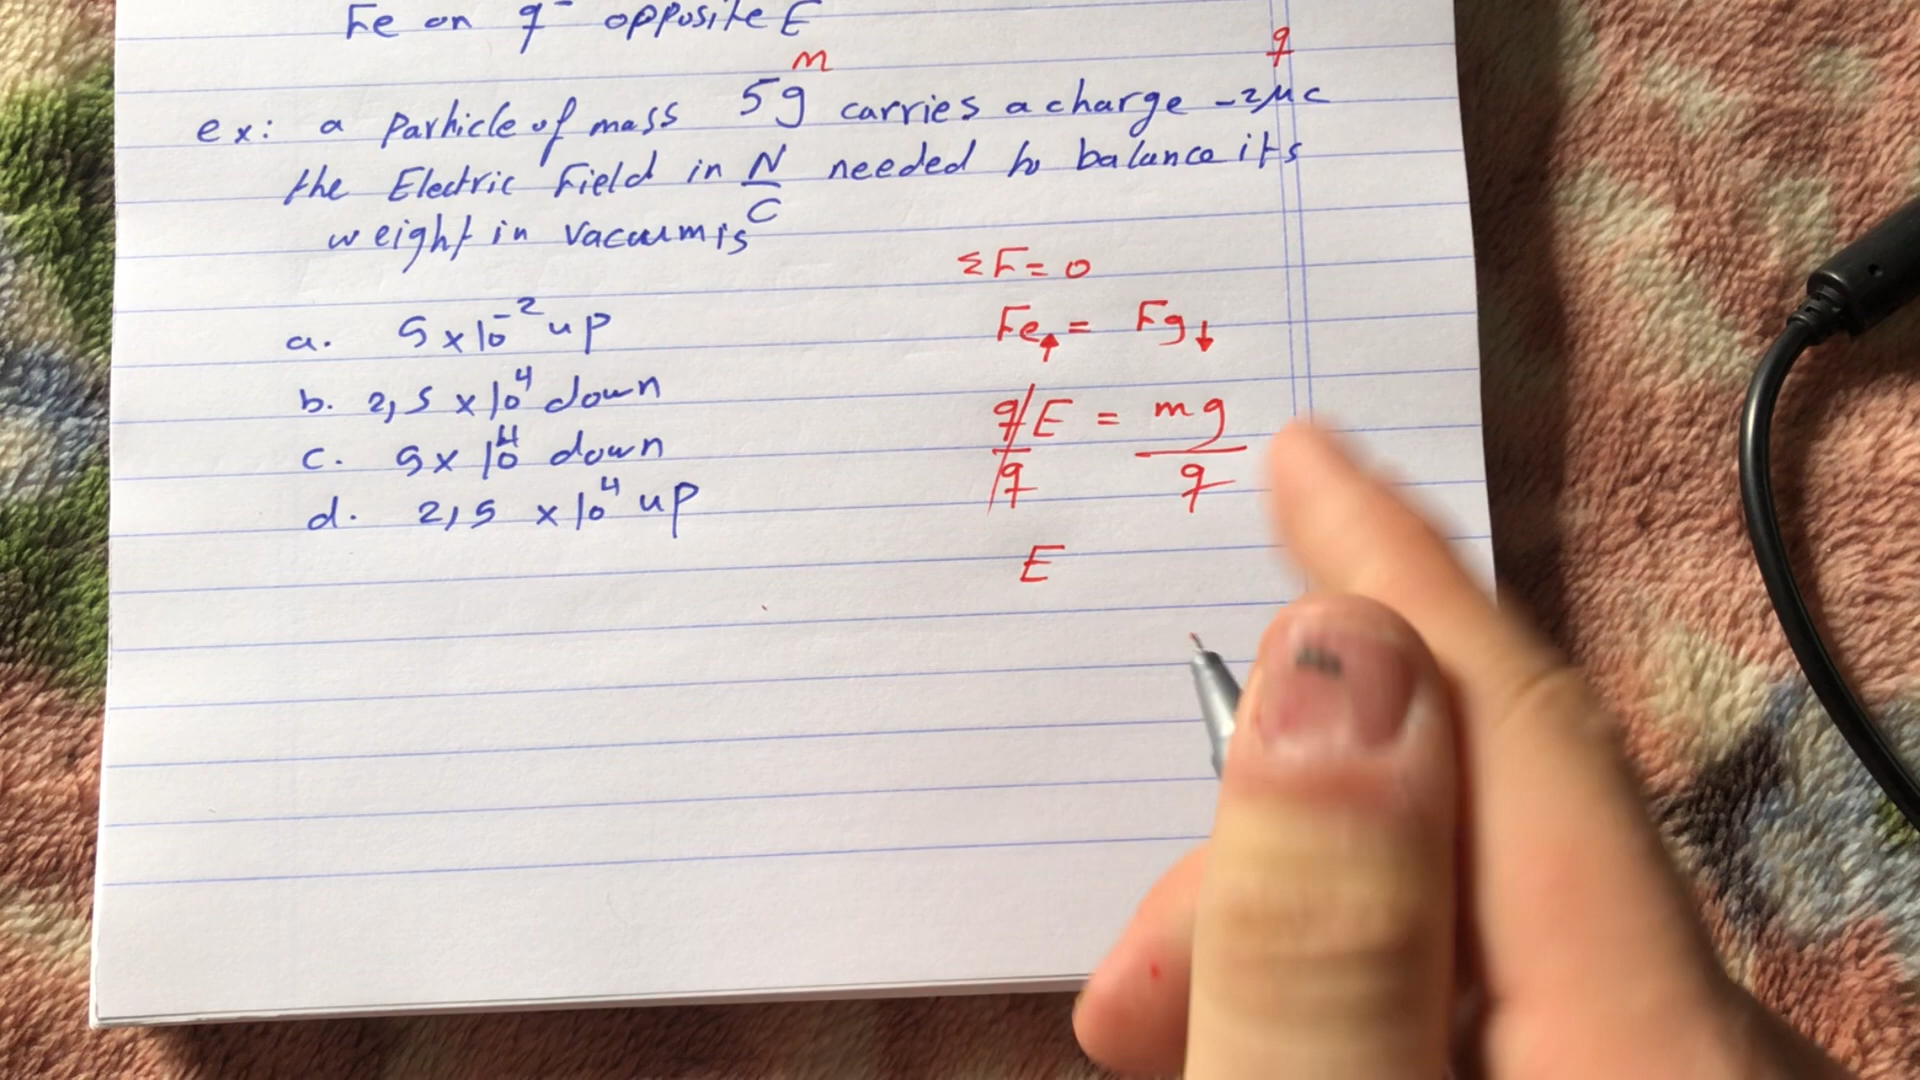 Fe on q⁻ opposite E
m q
ex: a particle of mass 5g carries a charge -2μc
the Electric Field in N/C needed to balance its
weight in vacuum is
ΣF = 0
a. 5 x 10⁻² up
Fe↑ = Fg↓
b. 2,5 x 10⁴ down
qE/q = mg/q
c. 5 x 10⁴ down
d. 2,5 x 10⁴ up
E